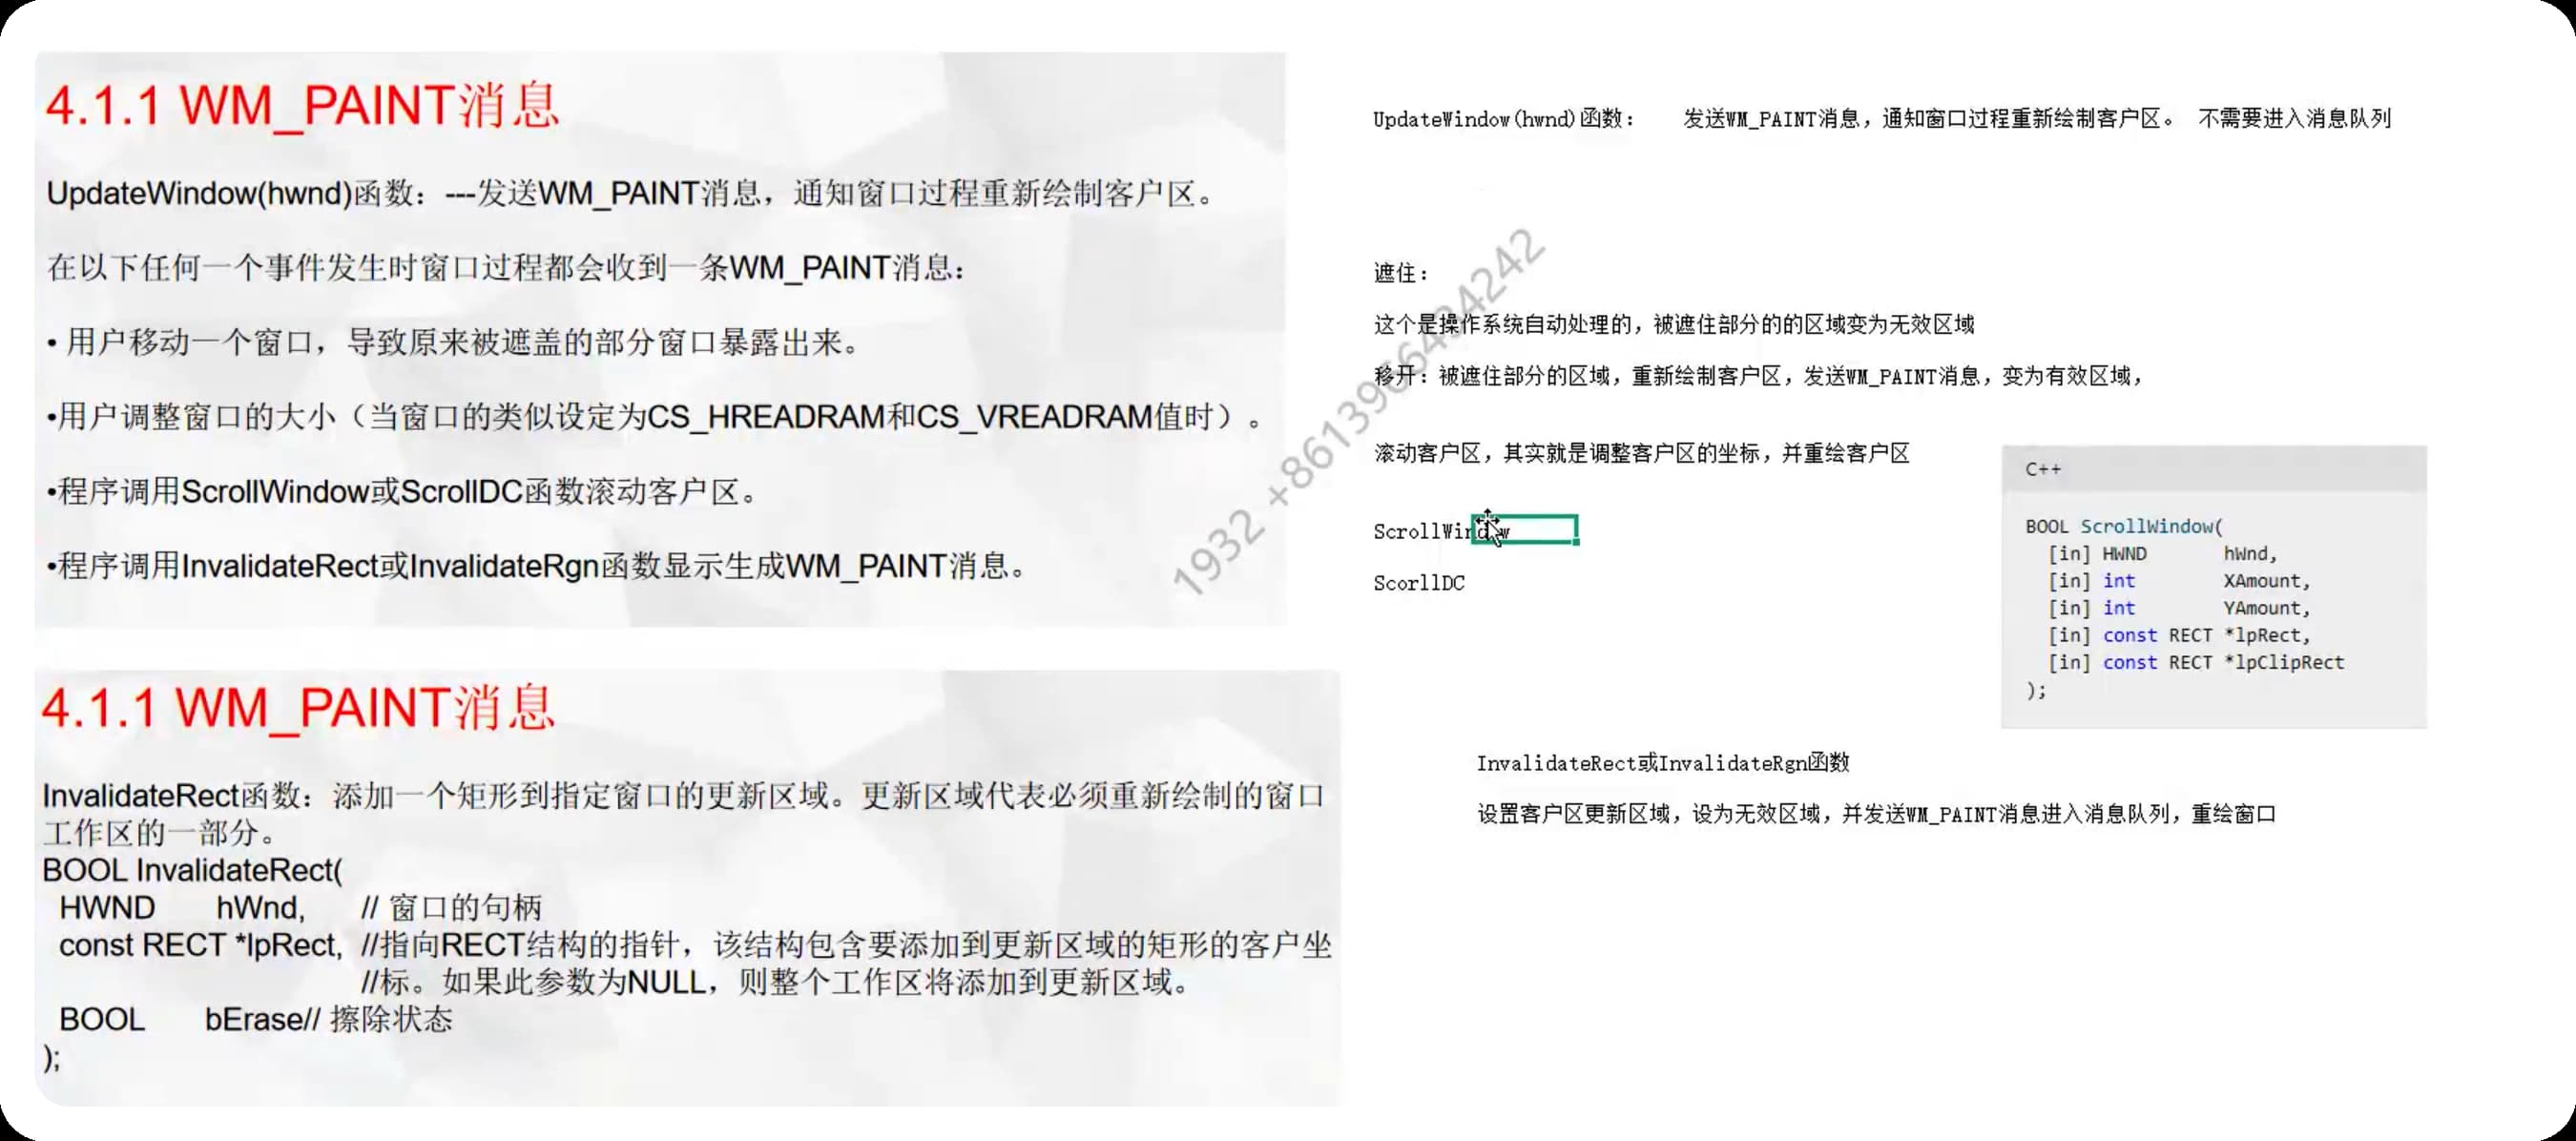 4.1.1 WM_PAINT消息
UpdateWindow(hwnd)函数：---发送WM_PAINT消息，通知窗口过程重新绘制客户区。
在以下任何一个事件发生时窗口过程都会收到一条WM_PAINT消息：
• 用户移动一个窗口，导致原来被遮盖的部分窗口暴露出来。
•用户调整窗口的大小（当窗口的类似设定为CS_HREADRAM和CS_VREADRAM值时）。
•程序调用ScrollWindow或ScrollDC函数滚动客户区。
•程序调用InvalidateRect或InvalidateRgn函数显示生成WM_PAINT消息。
4.1.1 WM_PAINT消息
InvalidateRect函数：添加一个矩形到指定窗口的更新区域。更新区域代表必须重新绘制的窗口
工作区的一部分。
BOOL InvalidateRect(
HWND hWnd, // 窗口的句柄
const RECT *lpRect, //指向RECT结构的指针，该结构包含要添加到更新区域的矩形的客户坐
//标。如果此参数为NULL，则整个工作区将添加到更新区域。
BOOL bErase// 擦除状态
);
UpdateWindow(hwnd)函数： 发送WM_PAINT消息，通知窗口过程重新绘制客户区。 不需要进入消息队列
遮住：
这个是操作系统自动处理的，被遮住部分的的区域变为无效区域
移开：被遮住部分的区域，重新绘制客户区，发送WM_PAINT消息，变为有效区域，
滚动客户区，其实就是调整客户区的坐标，并重绘客户区
ScrollWindow
ScorllDC
C++
BOOL ScrollWindow(
[in] HWND hWnd,
[in] int XAmount,
[in] int YAmount,
[in] const RECT *lpRect,
[in] const RECT *lpClipRect
);
InvalidateRect或InvalidateRgn函数
设置客户区更新区域，设为无效区域，并发送WM_PAINT消息进入消息队列，重绘窗口